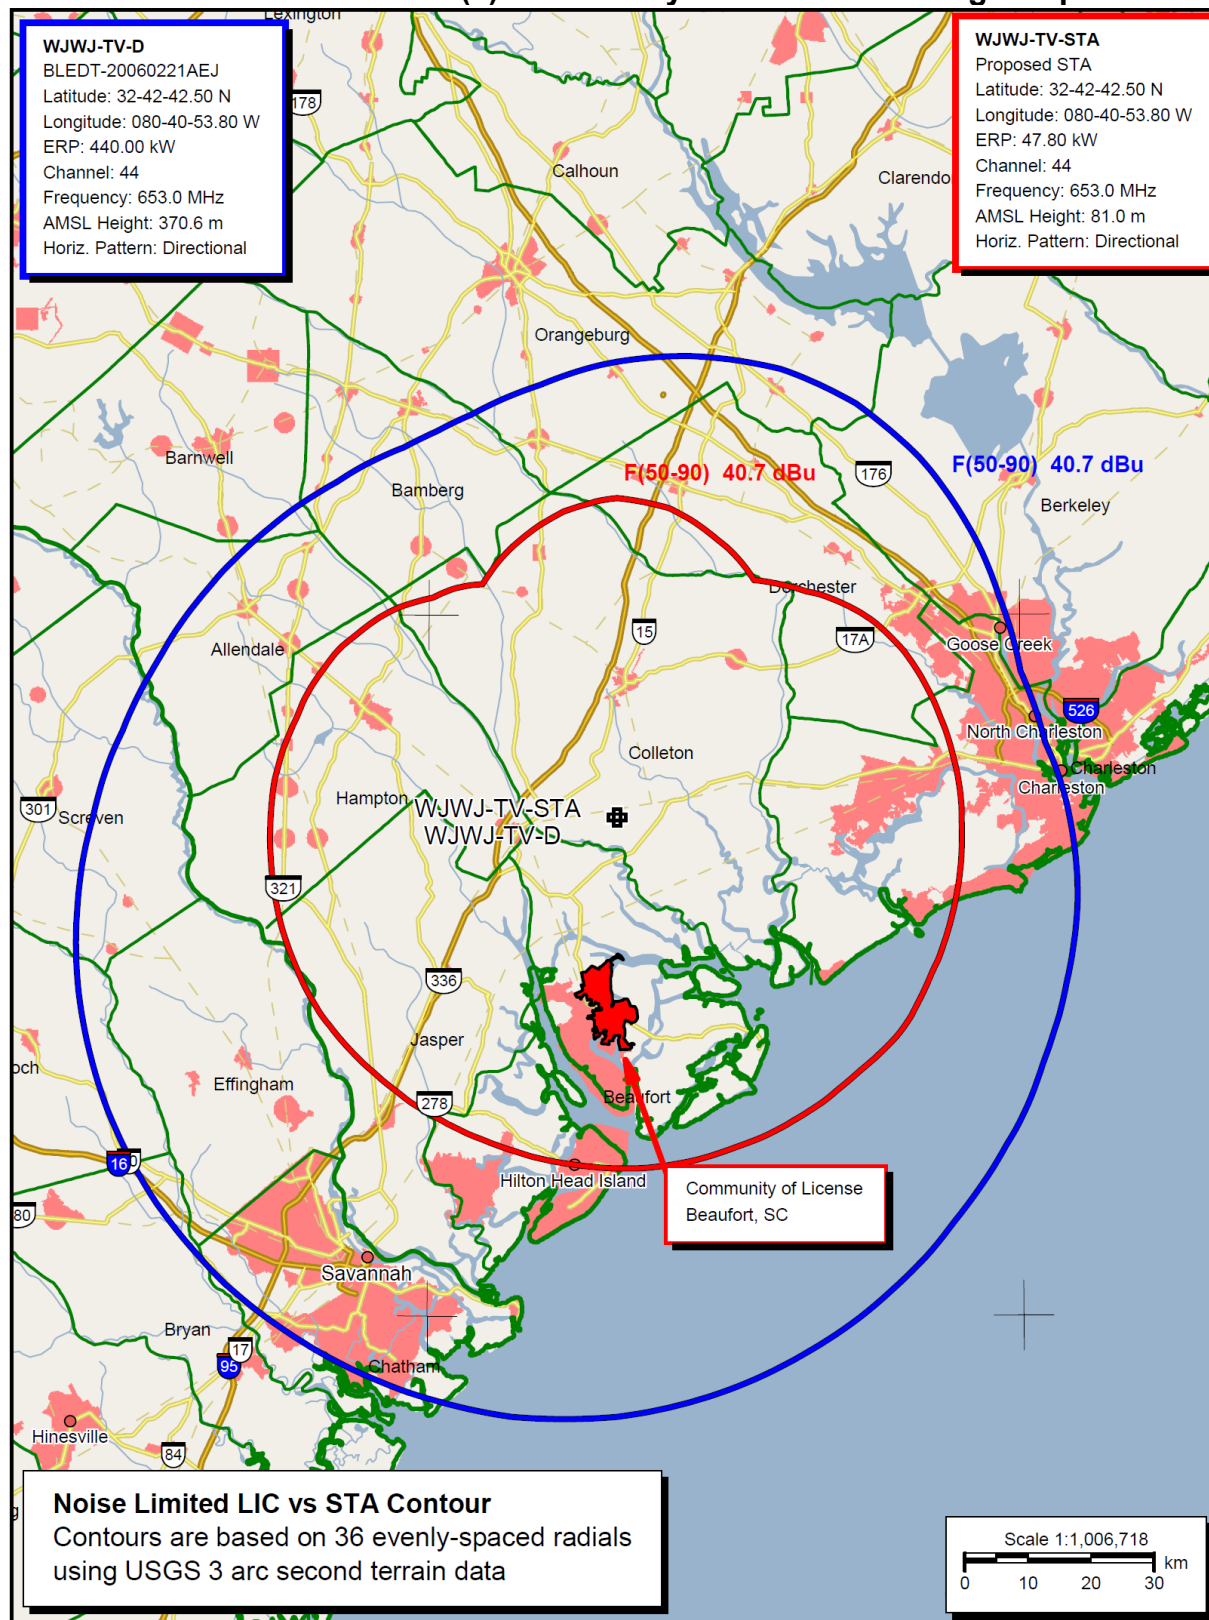 Lexington
WJWJ-TV-D
BLEDT-20060221AEJ
Latitude: 32-42-42.50 N
Longitude: 080-40-53.80 W
ERP: 440.00 kW
Channel: 44
Frequency: 653.0 MHz
AMSL Height: 370.6 m
Horiz. Pattern: Directional
WJWJ-TV-STA
Proposed STA
Latitude: 32-42-42.50 N
Longitude: 080-40-53.80 W
ERP: 47.80 kW
Channel: 44
Frequency: 653.0 MHz
AMSL Height: 81.0 m
Horiz. Pattern: Directional
178
Calhoun
Clarendo
Orangeburg
Barnwell
F(50-90) 40.7 dBu
F(50-90) 40.7 dBu
176
Bamberg
Berkeley
Dorchester
15
17A
Goose Creek
Allendale
526
North Charleston
Colleton
Charleston
Charleston
Hampton
WJWJ-TV-STA
WJWJ-TV-D
301
Screven
321
336
Jasper
och
Effingham
278
Beaufort
16
Hilton Head Island
Community of License
Beaufort, SC
80
Savannah
Bryan
17
95
Chatham
Hinesville
84
Noise Limited LIC vs STA Contour
Contours are based on 36 evenly-spaced radials
using USGS 3 arc second terrain data
Scale 1:1,006,718
km
0 10 20 30